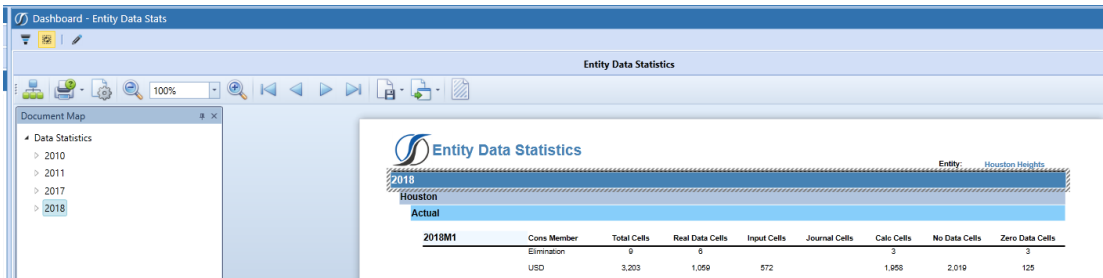 Dashboard - Entity Data Stats
Entity Data Statistics
100%
Document Map
Data Statistics
2010
2011
2017
2018
Entity Data Statistics
Entity: Houston Heights
2018
Houston
Actual
2018M1 Cons Member Total Cells Real Data Cells Input Cells Journal Cells Calc Cells No Data Cells Zero Data Cells
Elimination 9 6 3 3
USD 3,203 1,059 572 1,958 2,019 125